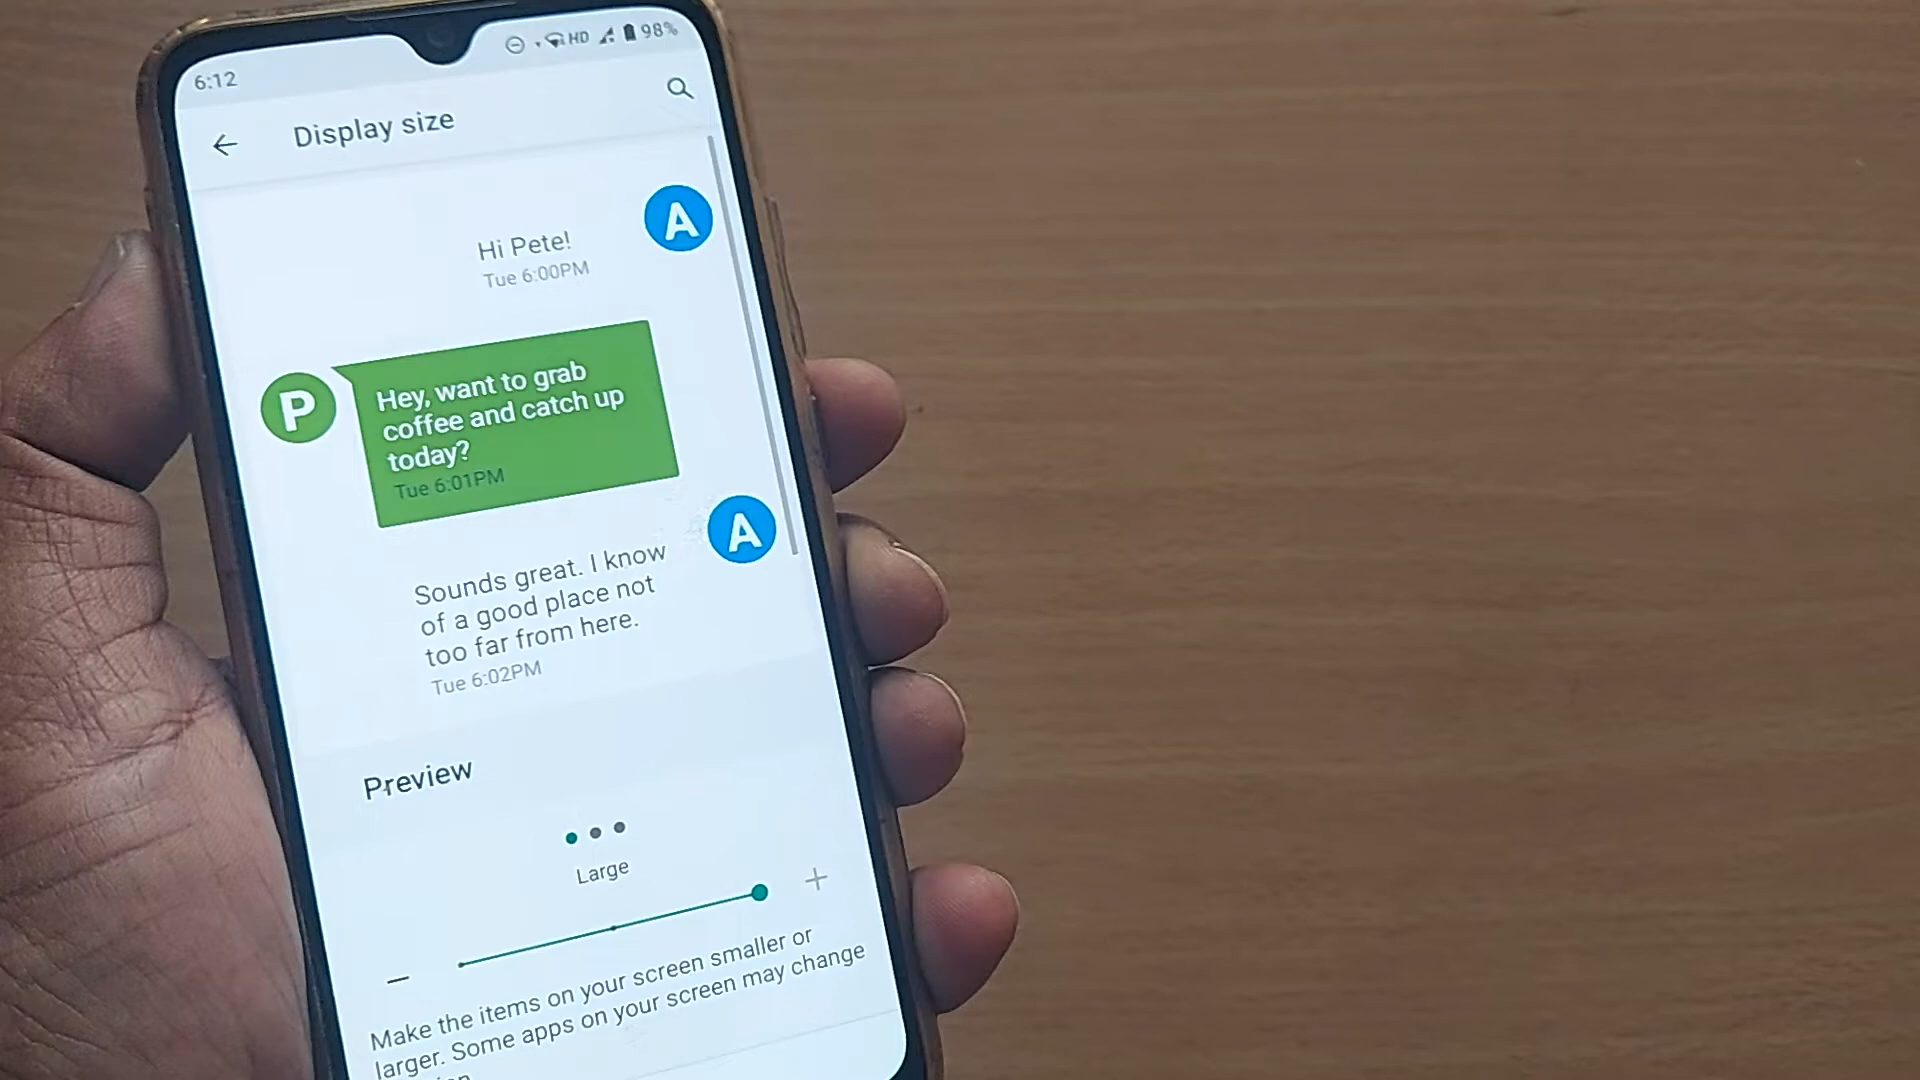 6:12
HD 98%
Display size
A
Hi Pete!
Tue 6:00PM
P
Hey, want to grab
coffee and catch up
today?
Tue 6:01PM
A
Sounds great. I know
of a good place not
too far from here.
Tue 6:02PM
Preview
Large
Make the items on your screen smaller or
larger. Some apps on your screen may change